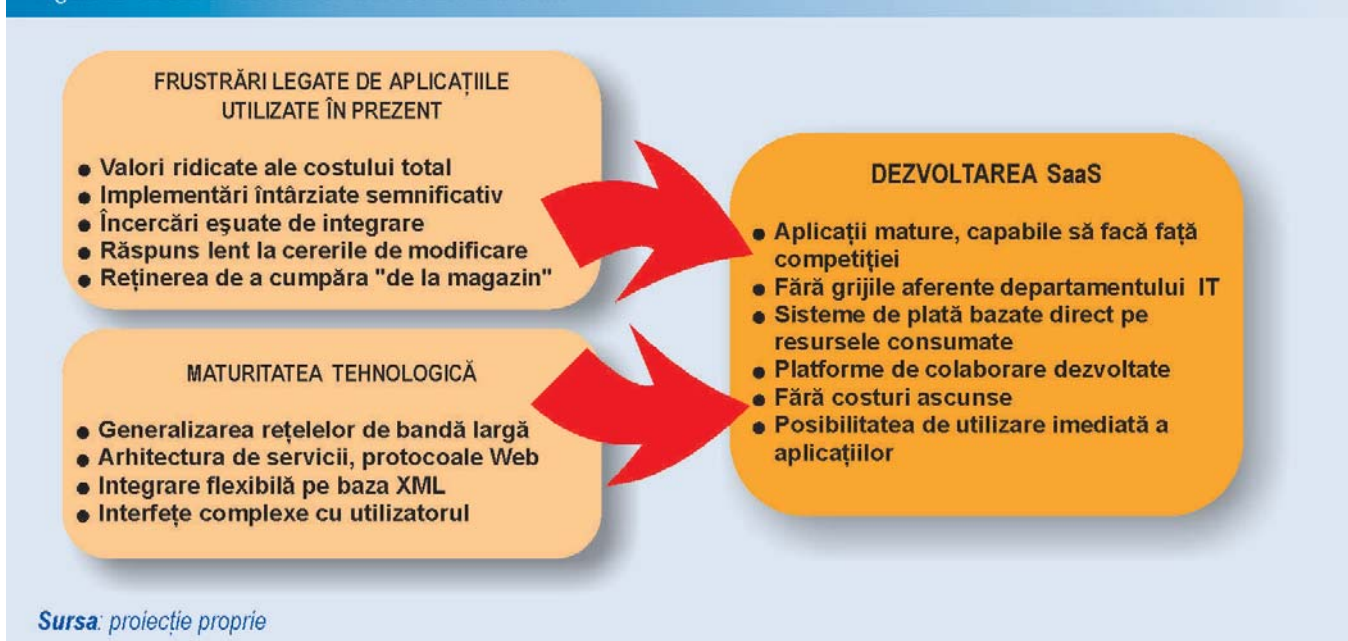 FRUSTRĂRI LEGATE DE APLICAȚIILE
UTILIZATE ÎN PREZENT
● Valori ridicate ale costului total
● Implementări întârziate semnificativ
● Încercări eșuate de integrare
● Răspuns lent la cererile de modificare
● Reținerea de a cumpăra "de la magazin"
MATURITATEA TEHNOLOGICĂ
● Generalizarea rețelelor de bandă largă
● Arhitectura de servicii, protocoale Web
● Integrare flexibilă pe baza XML
● Interfețe complexe cu utilizatorul
DEZVOLTAREA SaaS
● Aplicații mature, capabile să facă față
competiției
● Fără grijile aferente departamentului IT
● Sisteme de plată bazate direct pe
resursele consumate
● Platforme de colaborare dezvoltate
● Fără costuri ascunse
● Posibilitatea de utilizare imediată a
aplicațiilor
Sursa: proiecție proprie